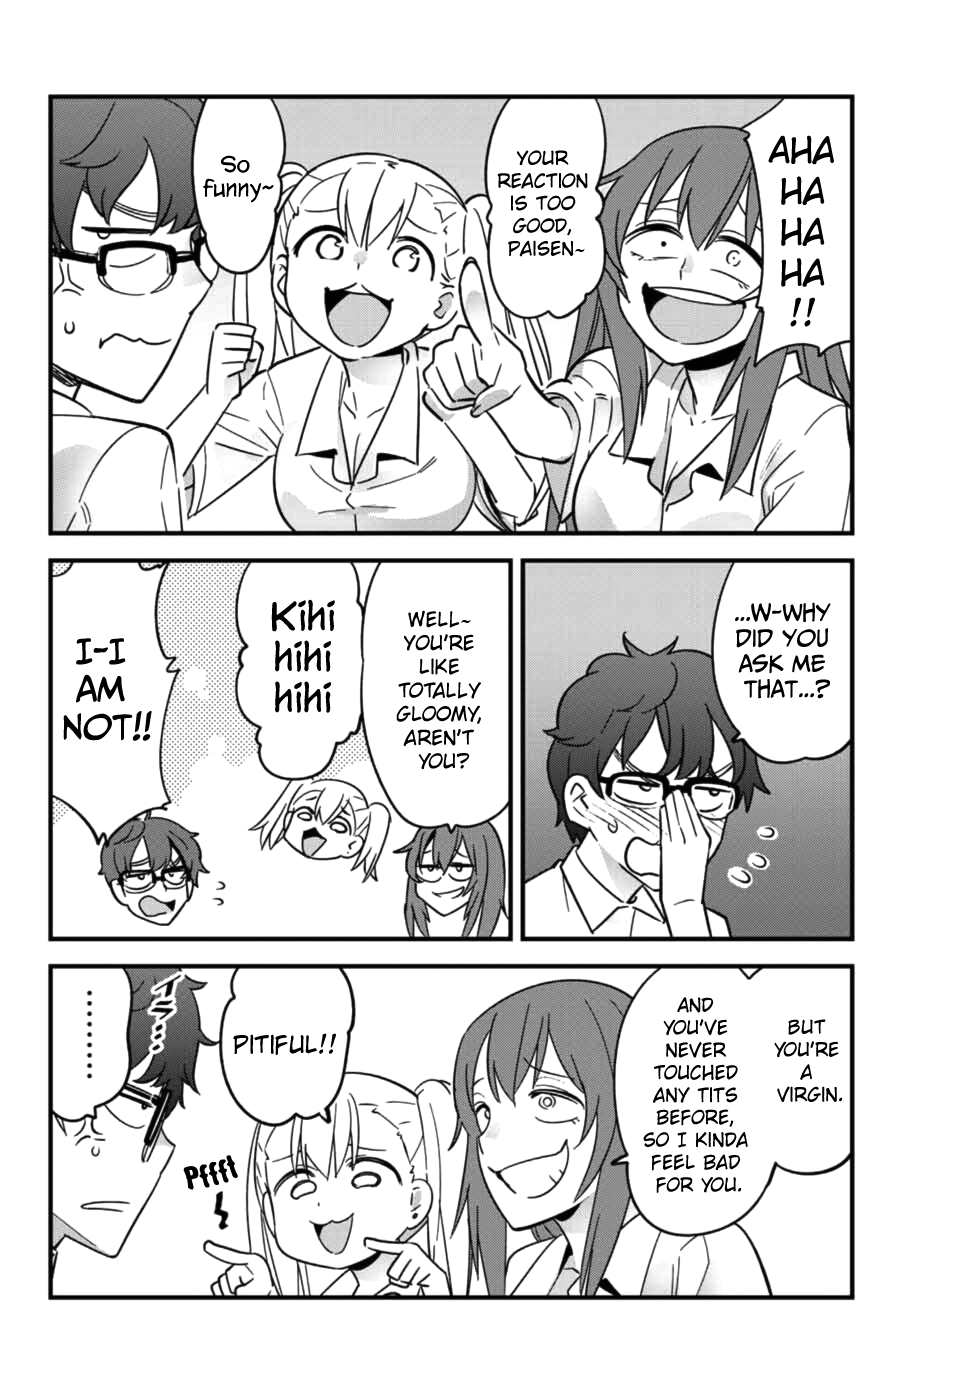 AHA
HA
HA
HA
!!
YOUR
REACTION
IS TOO
GOOD,
PAISEN~
So
funny~
...W-WHY
DID YOU
ASK ME
THAT...?
WELL~
YOU'RE
LIKE
TOTALLY
GLOOMY,
AREN'T
YOU?
Kihi
hihi
hihi
I-I
AM
NOT!!
BUT
YOU'RE
A
VIRGIN.
AND
YOU'VE
NEVER
TOUCHED
ANY TITS
BEFORE,
SO I KINDA
FEEL BAD
FOR YOU.
PITIFUL!!
Pffft
イラ…
………